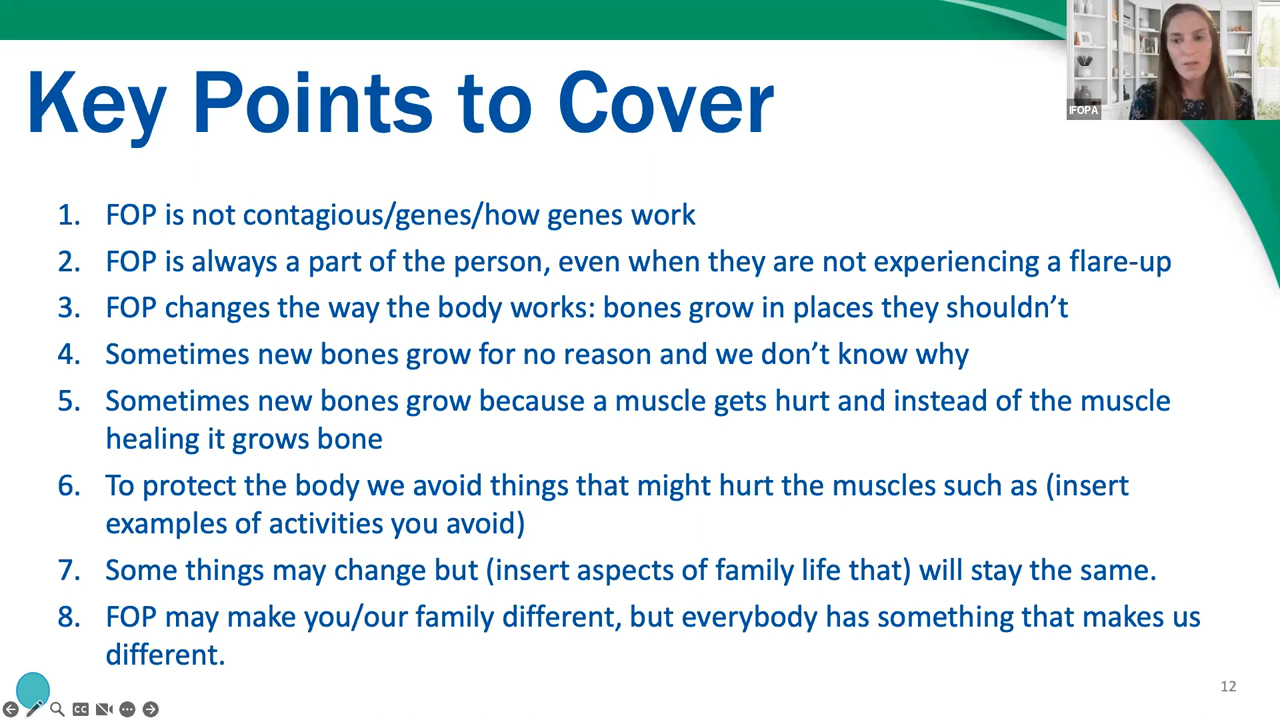 Key Points to Cover
IFOPA
1. FOP is not contagious/genes/how genes work
2. FOP is always a part of the person, even when they are not experiencing a flare-up
3. FOP changes the way the body works: bones grow in places they shouldn’t
4. Sometimes new bones grow for no reason and we don’t know why
5. Sometimes new bones grow because a muscle gets hurt and instead of the muscle
healing it grows bone
6. To protect the body we avoid things that might hurt the muscles such as (insert
examples of activities you avoid)
7. Some things may change but (insert aspects of family life that) will stay the same.
8. FOP may make you/our family different, but everybody has something that makes us
different.
12
CC